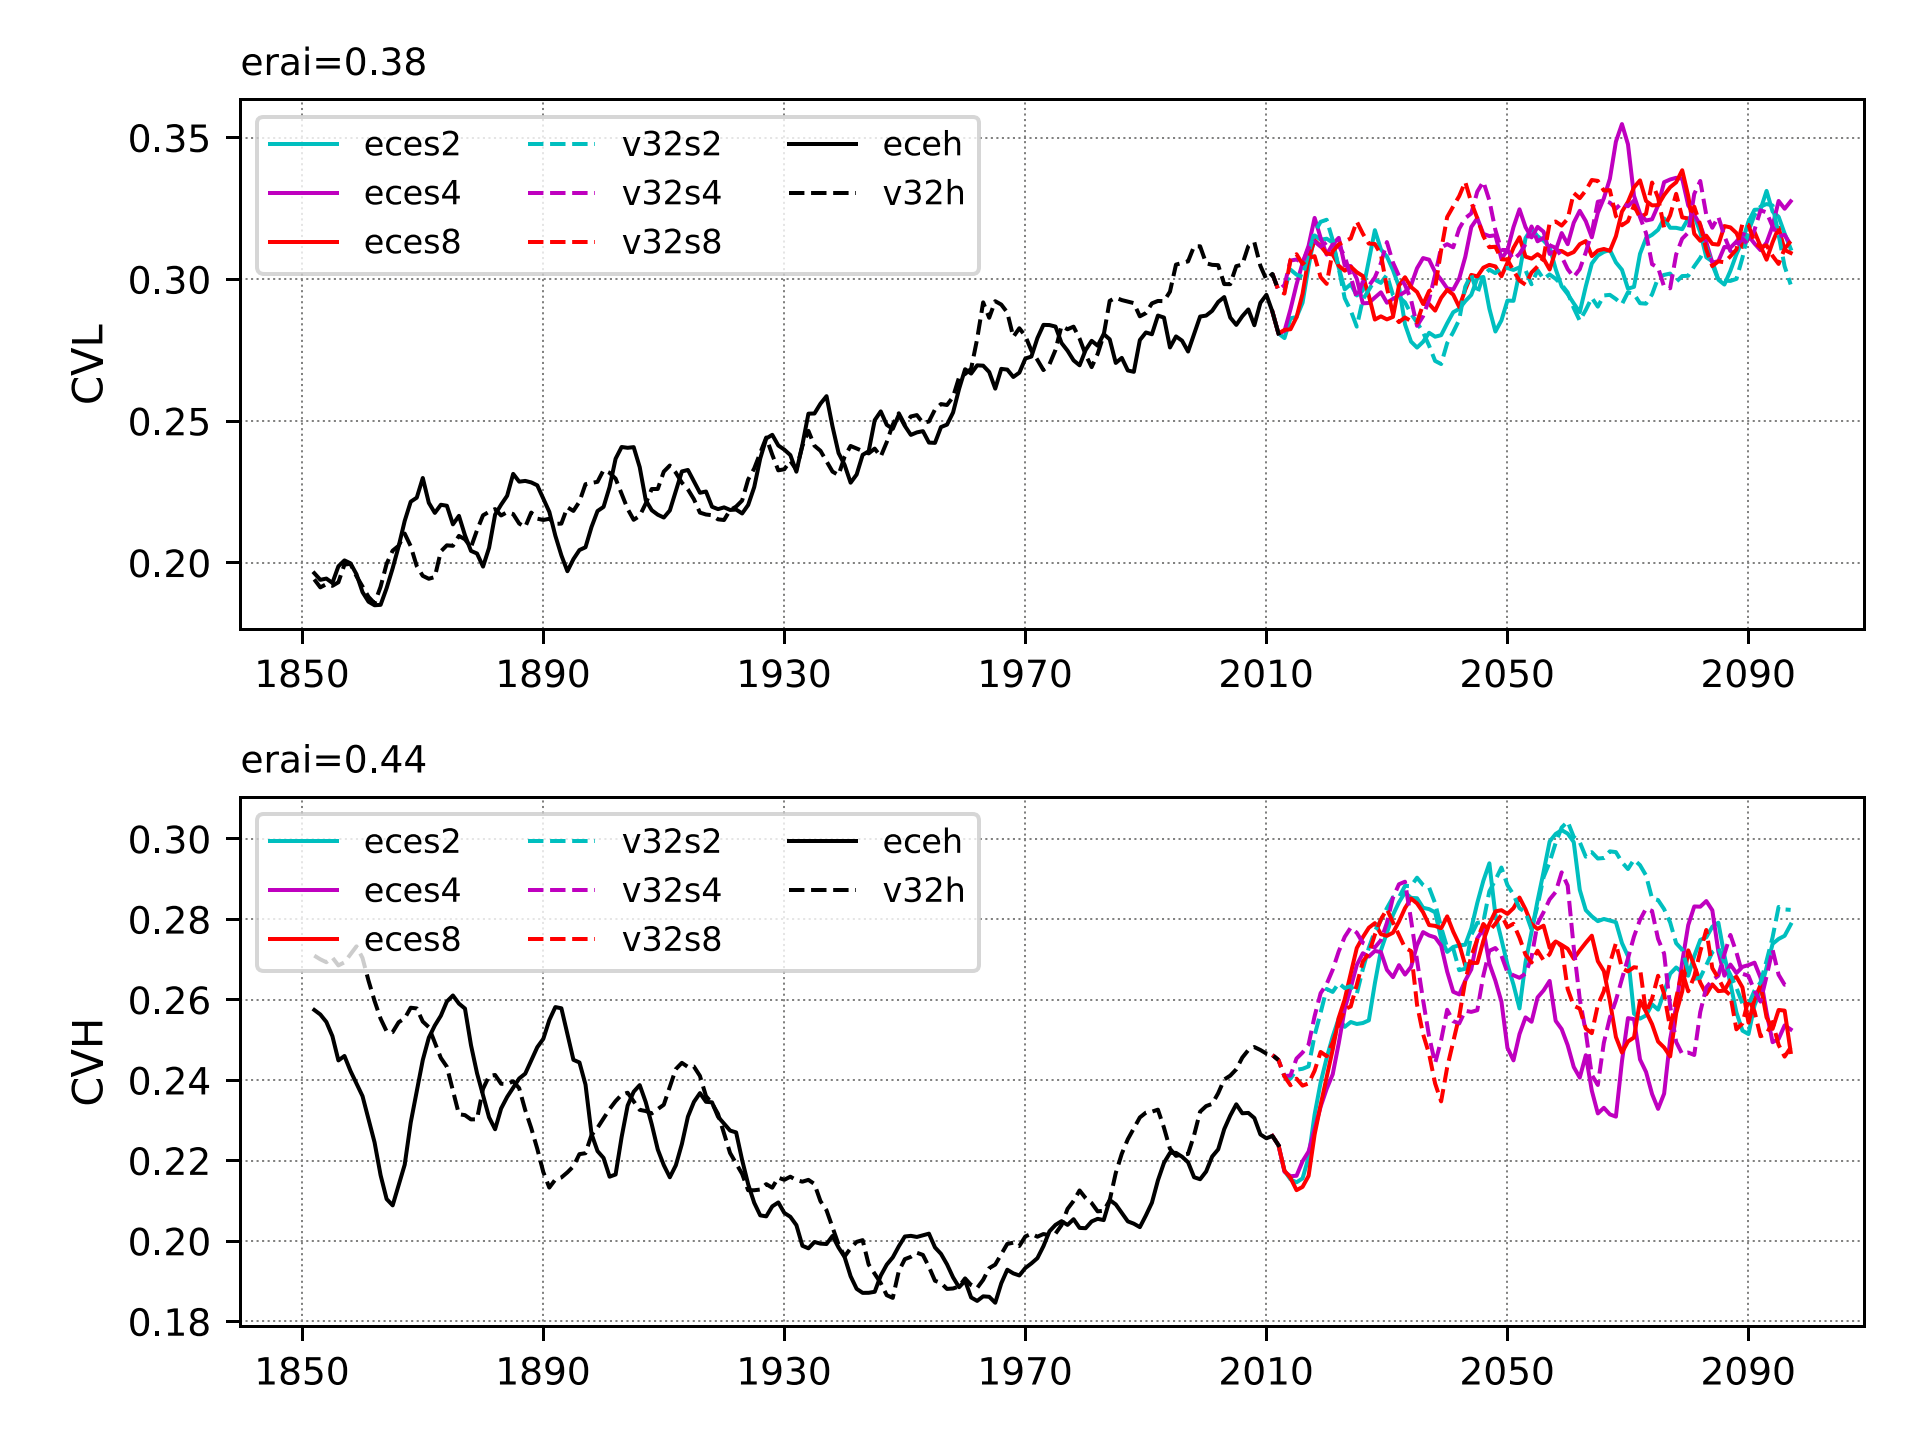 erai=0.38
CVL
0.35
0.30
0.25
0.20
eces2 v32s2 eceh
eces4 v32s4 v32h
eces8 v32s8
1850 1890 1930 1970 2010 2050 2090
erai=0.44
CVH
0.30
0.28
0.26
0.24
0.22
0.20
0.18
eces2 v32s2 eceh
eces4 v32s4 v32h
eces8 v32s8
1850 1890 1930 1970 2010 2050 2090